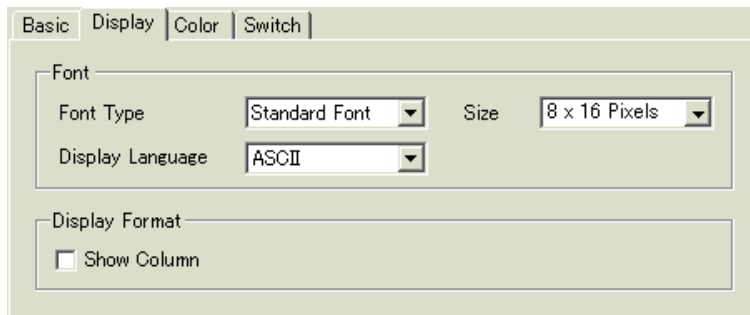 Basic Display Color Switch
Font
Font Type Standard Font Size 8 x 16 Pixels
Display Language ASCII
Display Format
Show Column